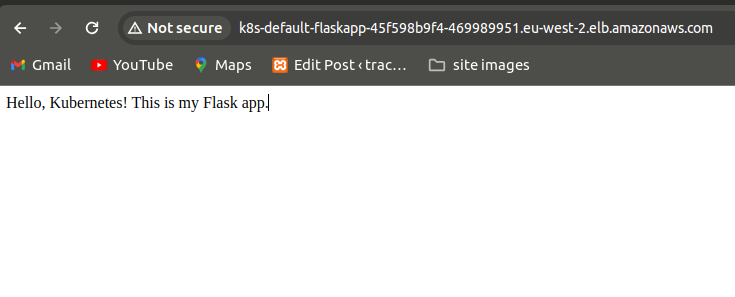 Not secure k8s-default-flaskapp-45f598b9f4-469989951.eu-west-2.elb.amazonaws.com
Gmail YouTube Maps Edit Post ‹ trac… site images
Hello, Kubernetes! This is my Flask app.